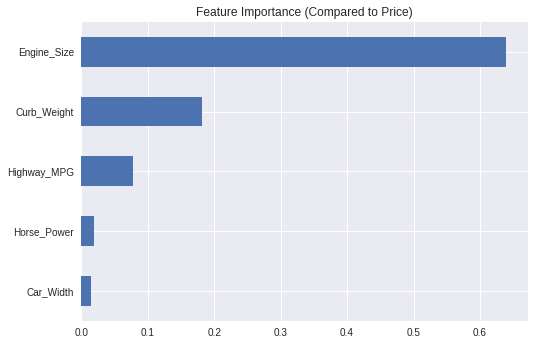 Feature Importance (Compared to Price)
Engine_Size
Curb_Weight
Highway_MPG
Horse_Power
Car_Width
0.0 0.1 0.2 0.3 0.4 0.5 0.6